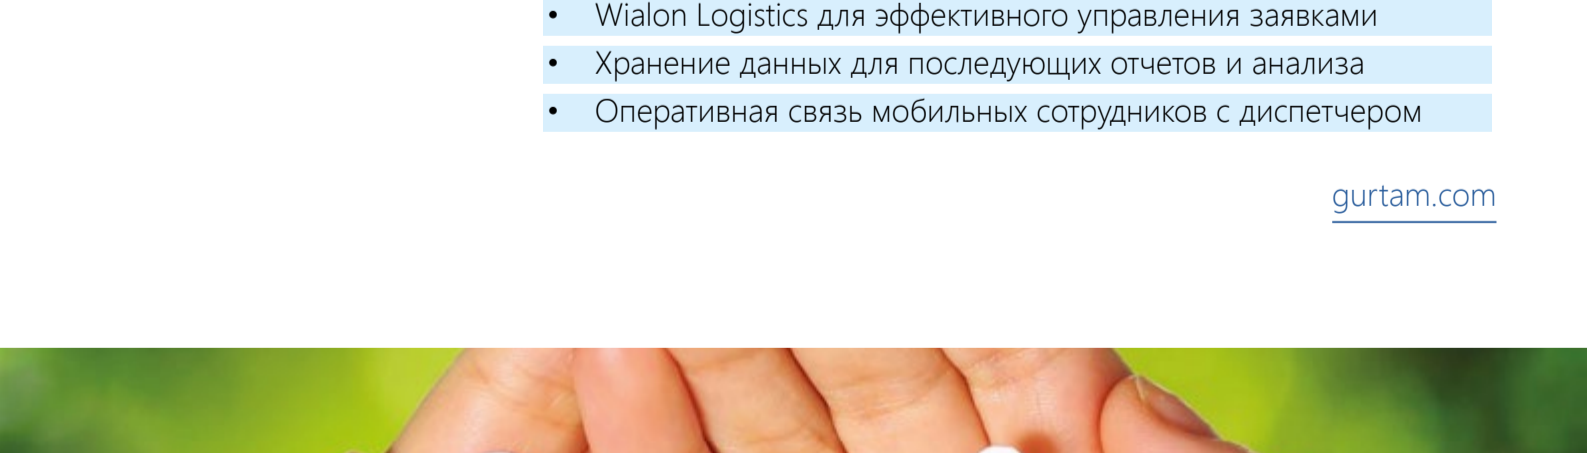 • Wialon Logistics для эффективного управления заявками
• Хранение данных для последующих отчетов и анализа
• Оперативная связь мобильных сотрудников с диспетчером
gurtam.com